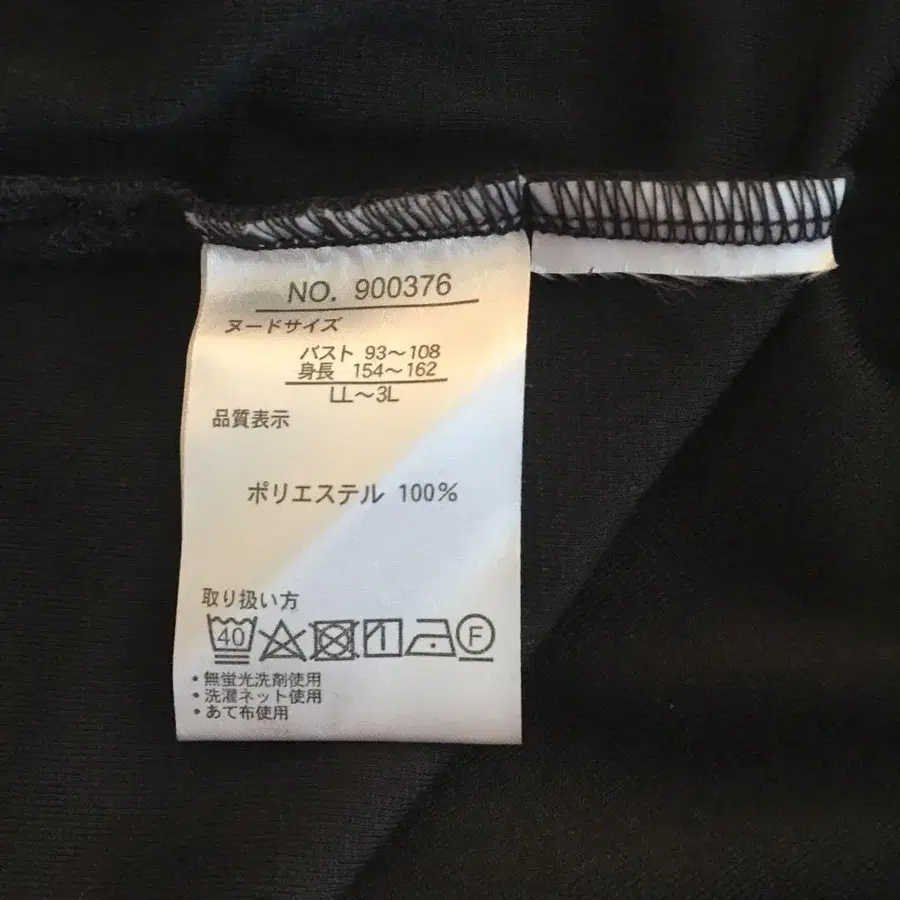 NO. 900376
ヌードサイズ
バスト 93～108
身長 154～162
LL～3L
品質表示
ポリエステル 100%
取り扱い方
40 F
・無蛍光洗剤使用
・洗濯ネット使用
・あて布使用